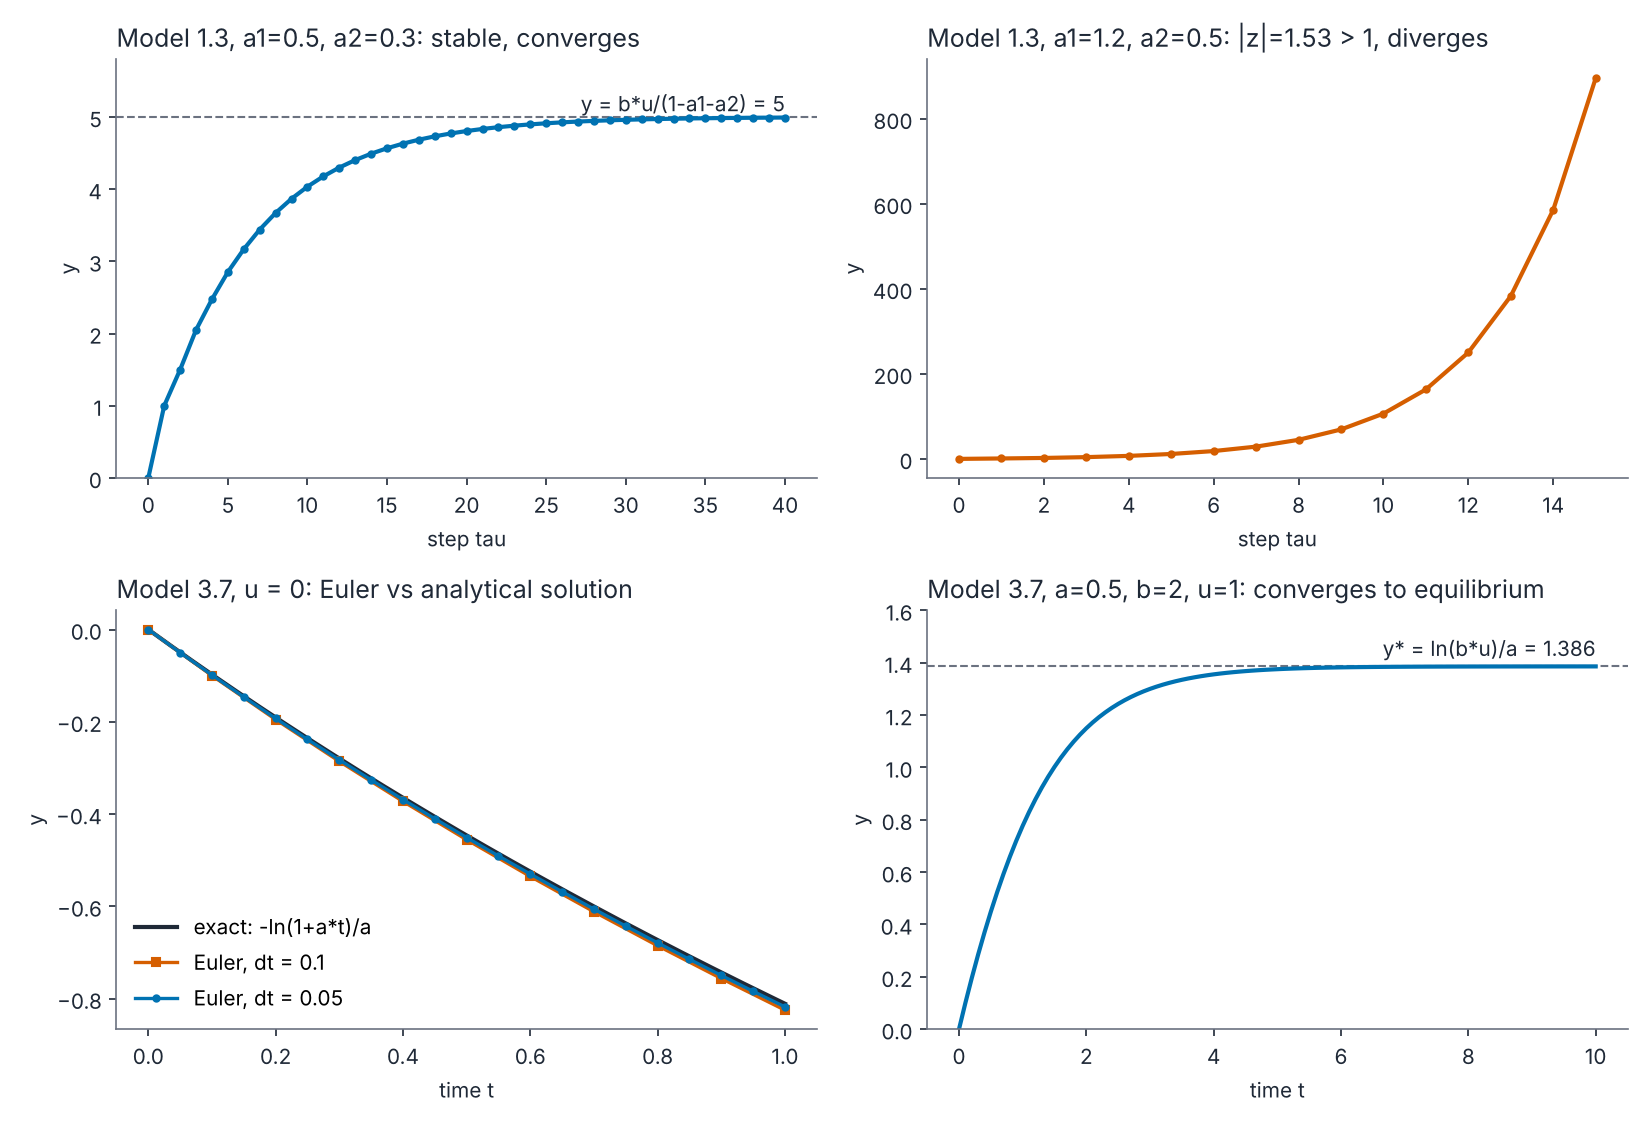 Model 1.3, a1=0.5, a2=0.3: stable, converges
y = b*u/(1-a1-a2) = 5
y
5
4
3
2
1
0
0 5 10 15 20 25 30 35 40
step tau
Model 1.3, a1=1.2, a2=0.5: |z|=1.53 > 1, diverges
y
800
600
400
200
0
0 2 4 6 8 10 12 14
step tau
Model 3.7, u = 0: Euler vs analytical solution
y
0.0
−0.2
−0.4
−0.6
−0.8
exact: -ln(1+a*t)/a
Euler, dt = 0.1
Euler, dt = 0.05
0.0 0.2 0.4 0.6 0.8 1.0
time t
Model 3.7, a=0.5, b=2, u=1: converges to equilibrium
y* = ln(b*u)/a = 1.386
y
1.6
1.4
1.2
1.0
0.8
0.6
0.4
0.2
0.0
0 2 4 6 8 10
time t